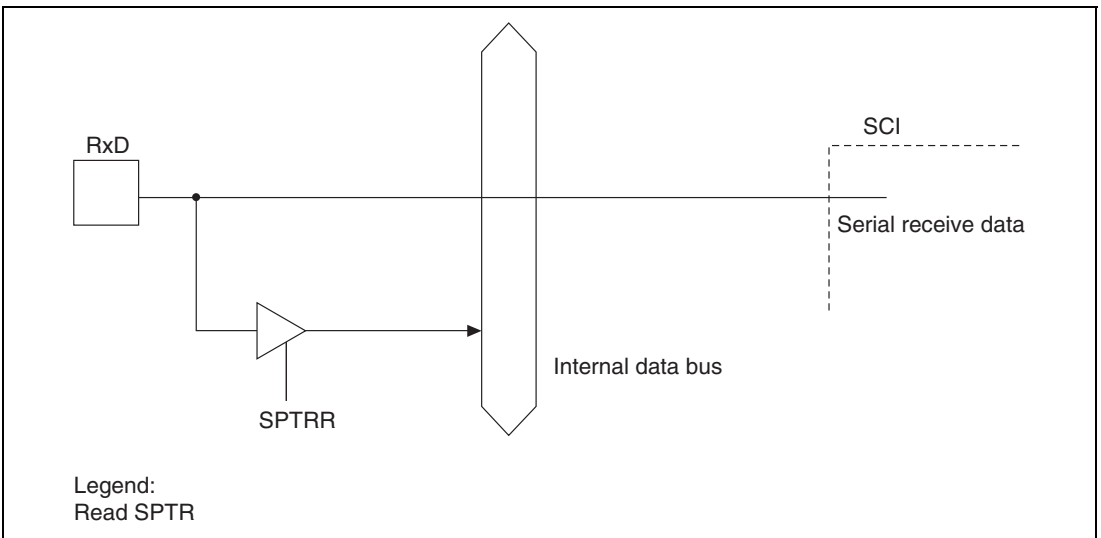 SCI
RxD
Serial receive data
Internal data bus
SPTRR
Legend:
Read SPTR